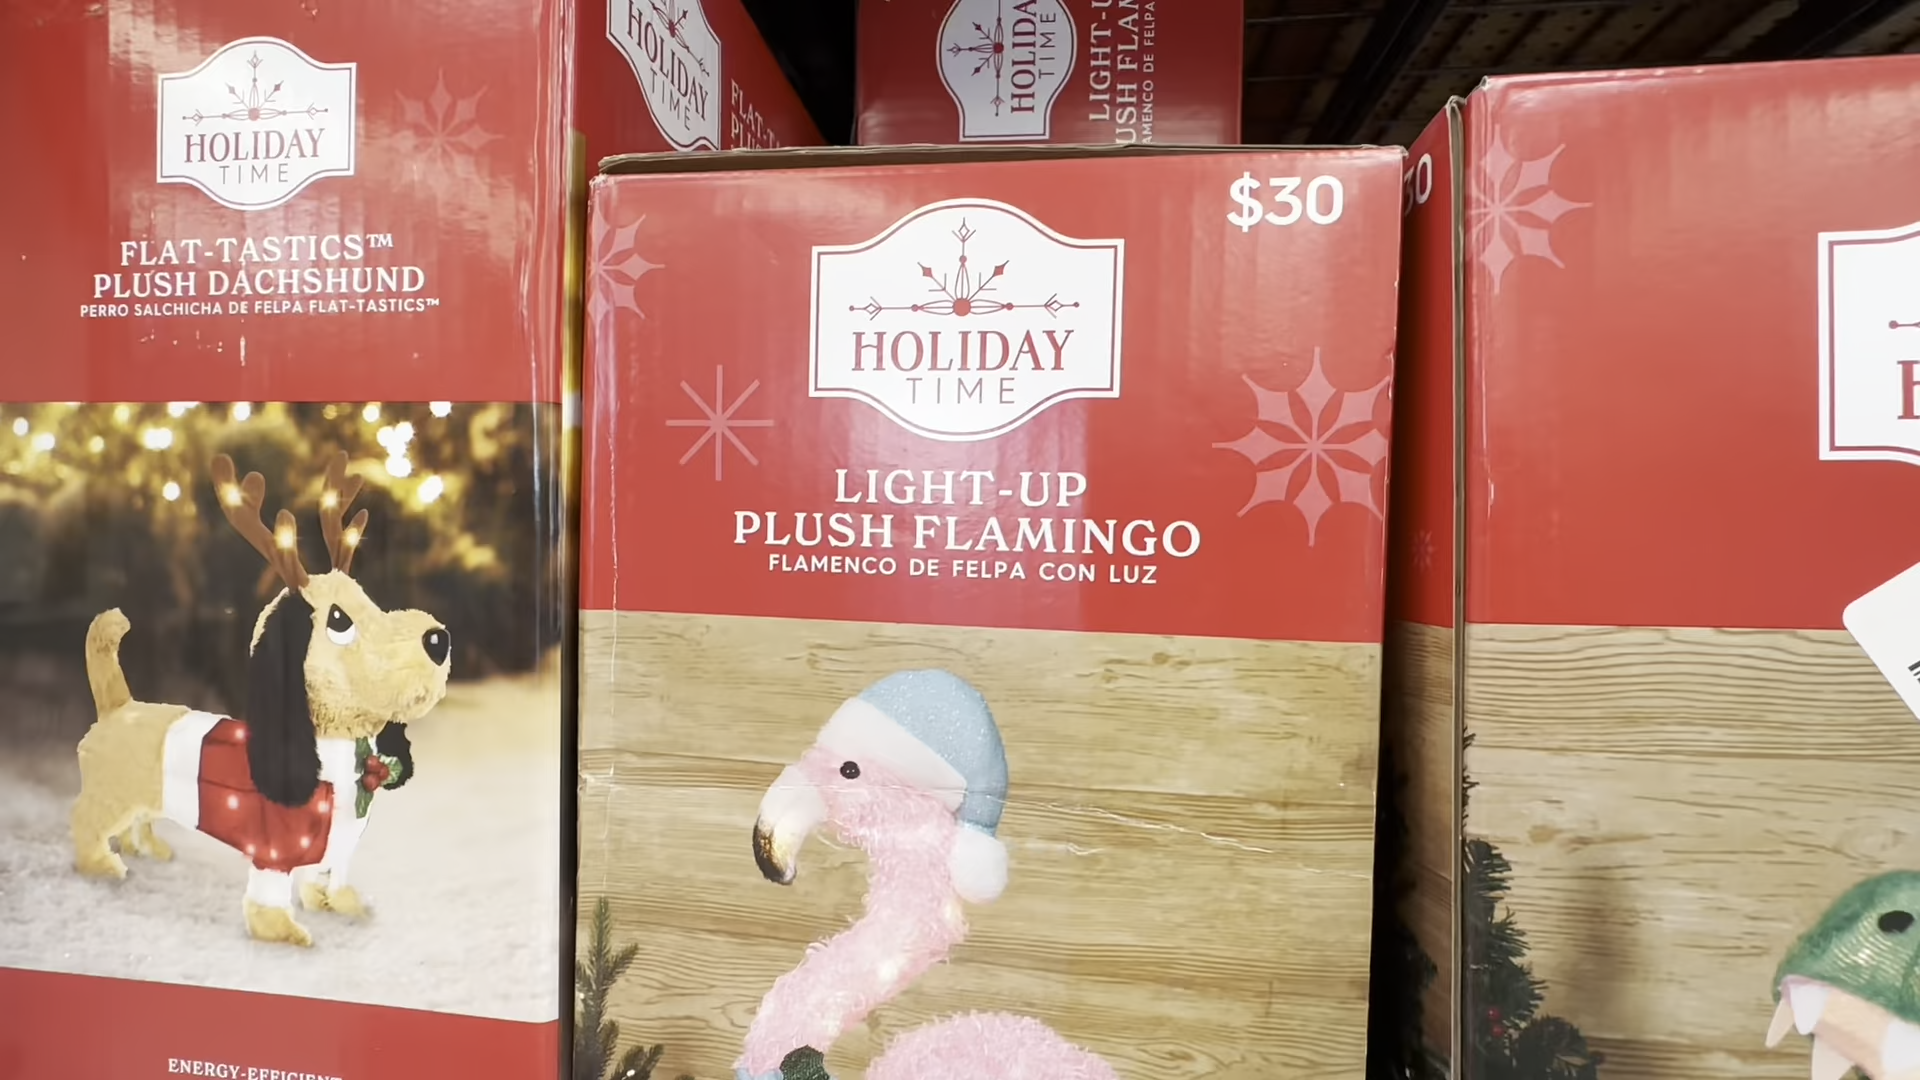 HOLIDAY
TIME
FLAT-TASTICS™
PLUSH DACHSHUND
PERRO SALCHICHA DE FELPA FLAT-TASTICS™
ENERGY-EFFICIENT
HOLIDAY
TIME
HOLIDAY
TIME
$30
HOLIDAY
TIME
LIGHT-UP
PLUSH FLAMINGO
FLAMENCO DE FELPA CON LUZ
30